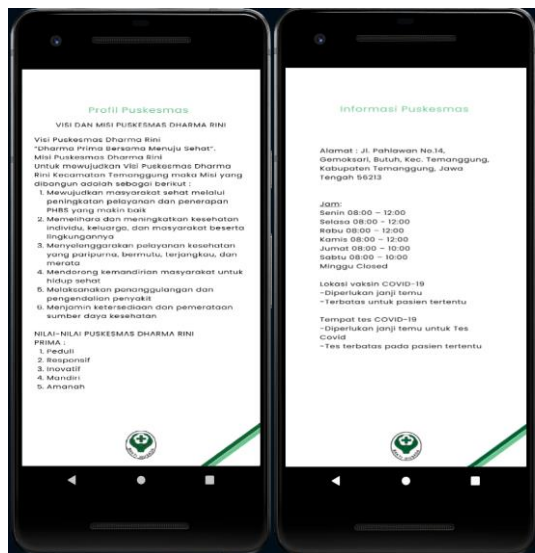 Profil Puskesmas
VISI DAN MISI PUSKESMAS DHARMA RINI
Visi Puskesmas Dharma Rini
"Dharma Prima Bersama Menuju Sehat".
Misi Puskesmas Dharma Rini
Untuk mewujudkan Visi Puskesmas Dharma
Rini Kecamatan Temanggung maka Misi yang
dibangun adalah sebagai berikut :
1. Mewujudkan masyarakat sehat melalui
peningkatan pelayanan dan penerapan
PHBS yang makin baik
2. Memelihara dan meningkatkan kesehatan
individu, keluarga, dan masyarakat beserta
lingkungannya
3. Menyelenggarakan pelayanan kesehatan
yang paripurna, bermutu, terjangkau, dan
merata
4. Mendorong kemandirian masyarakat untuk
hidup sehat
5. Melaksanakan penanggulangan dan
pengendalian penyakit
6. Menjamin ketersediaan dan pemerataan
sumber daya kesehatan
NILAI-NILAI PUSKESMAS DHARMA RINI
PRIMA :
1. Peduli
2. Responsif
3. Inovatif
4. Mandiri
5. Amanah
Informasi Puskesmas
Alamat : Jl. Pahlawan No.14,
Gemoksari, Butuh, Kec. Temanggung,
Kabupaten Temanggung, Jawa
Tengah 56213
Jam:
Senin 08:00 – 12:00
Selasa 08:00 – 12:00
Rabu 08:00 – 12:00
Kamis 08:00 – 12:00
Jumat 08:00 – 10:00
Sabtu 08:00 – 10:00
Minggu Closed
Lokasi vaksin COVID-19
-Diperlukan janji temu
-Terbatas untuk pasien tertentu
Tempat tes COVID-19
-Diperlukan janji temu untuk Tes
Covid
-Tes terbatas pada pasien tertentu
BAKTI HUSADA
BAKTI HUSADA